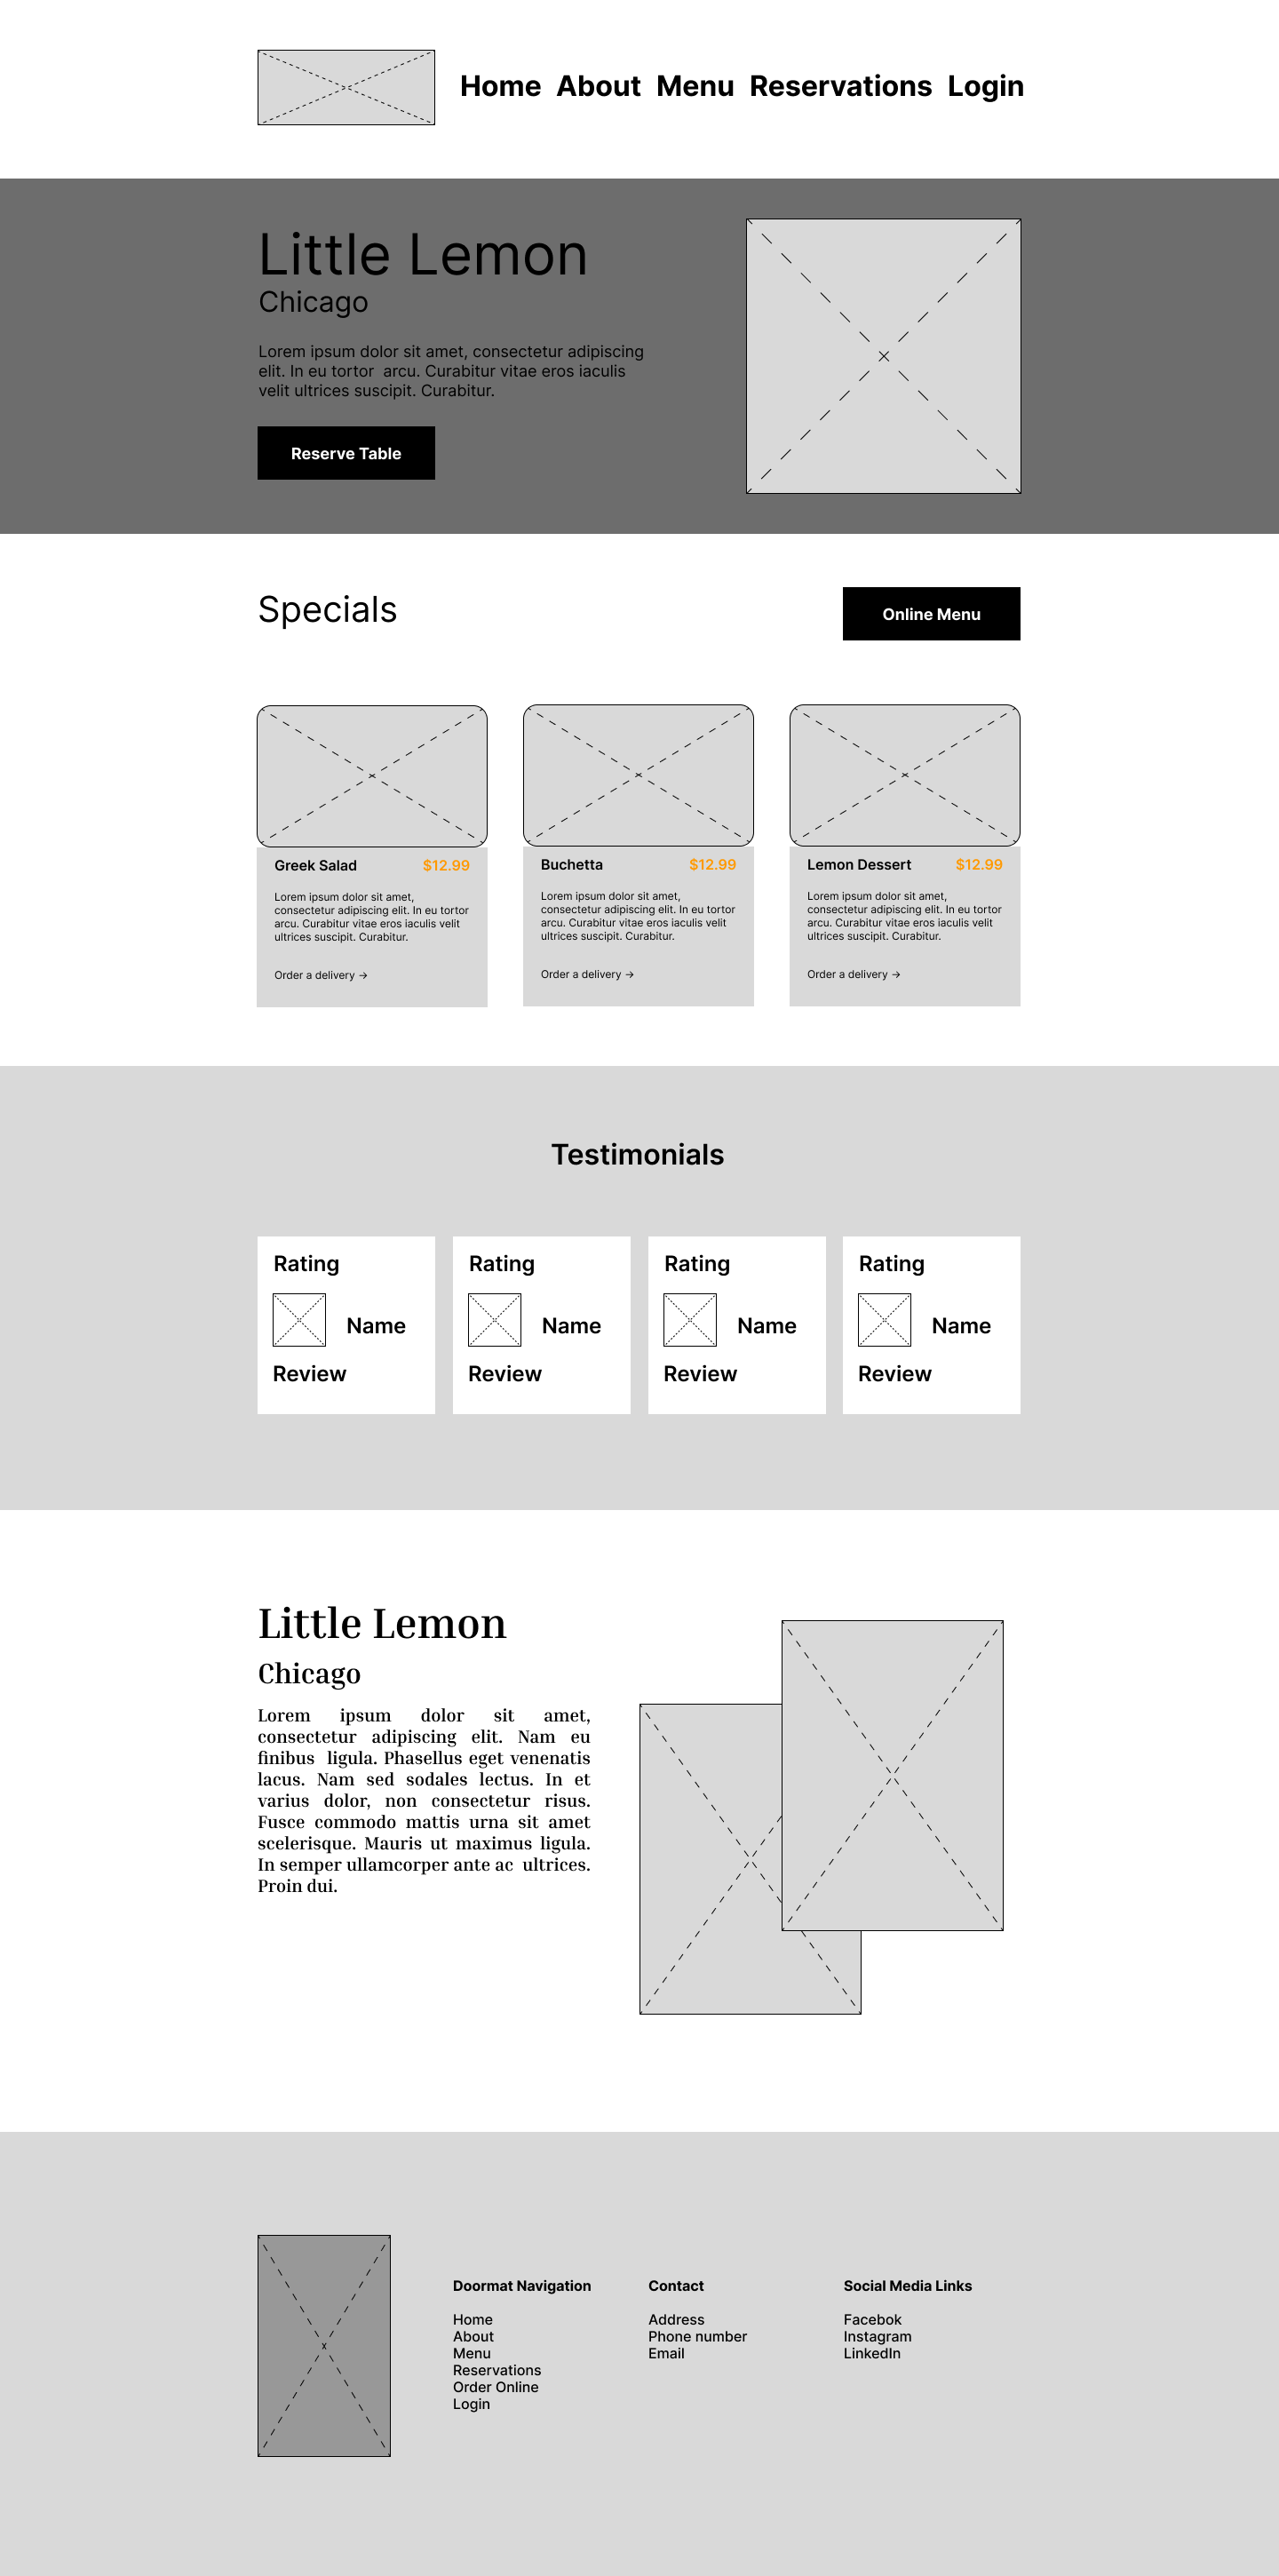 Home About Menu Reservations Login
Little Lemon
Chicago
Lorem ipsum dolor sit amet, consectetur adipiscing
elit. In eu tortor  arcu. Curabitur vitae eros iaculis
velit ultrices suscipit. Curabitur.
Reserve Table
Specials
Online Menu
Greek Salad $12.99
Lorem ipsum dolor sit amet,
consectetur adipiscing elit. In eu tortor
arcu. Curabitur vitae eros iaculis velit
ultrices suscipit. Curabitur.
Order a delivery →
Buchetta $12.99
Lorem ipsum dolor sit amet,
consectetur adipiscing elit. In eu tortor
arcu. Curabitur vitae eros iaculis velit
ultrices suscipit. Curabitur.
Order a delivery →
Lemon Dessert $12.99
Lorem ipsum dolor sit amet,
consectetur adipiscing elit. In eu tortor
arcu. Curabitur vitae eros iaculis velit
ultrices suscipit. Curabitur.
Order a delivery →
Testimonials
Rating
Name
Review
Rating
Name
Review
Rating
Name
Review
Rating
Name
Review
Little Lemon
Chicago
Lorem ipsum dolor sit amet,
consectetur adipiscing elit. Nam eu
finibus  ligula. Phasellus eget venenatis
lacus. Nam sed sodales lectus. In et
varius dolor, non consectetur risus.
Fusce commodo mattis urna sit amet
scelerisque. Mauris ut maximus ligula.
In semper ullamcorper ante ac  ultrices.
Proin dui.
Doormat Navigation
Home
About
Menu
Reservations
Order Online
Login
Contact
Address
Phone number
Email
Social Media Links
Facebok
Instagram
LinkedIn